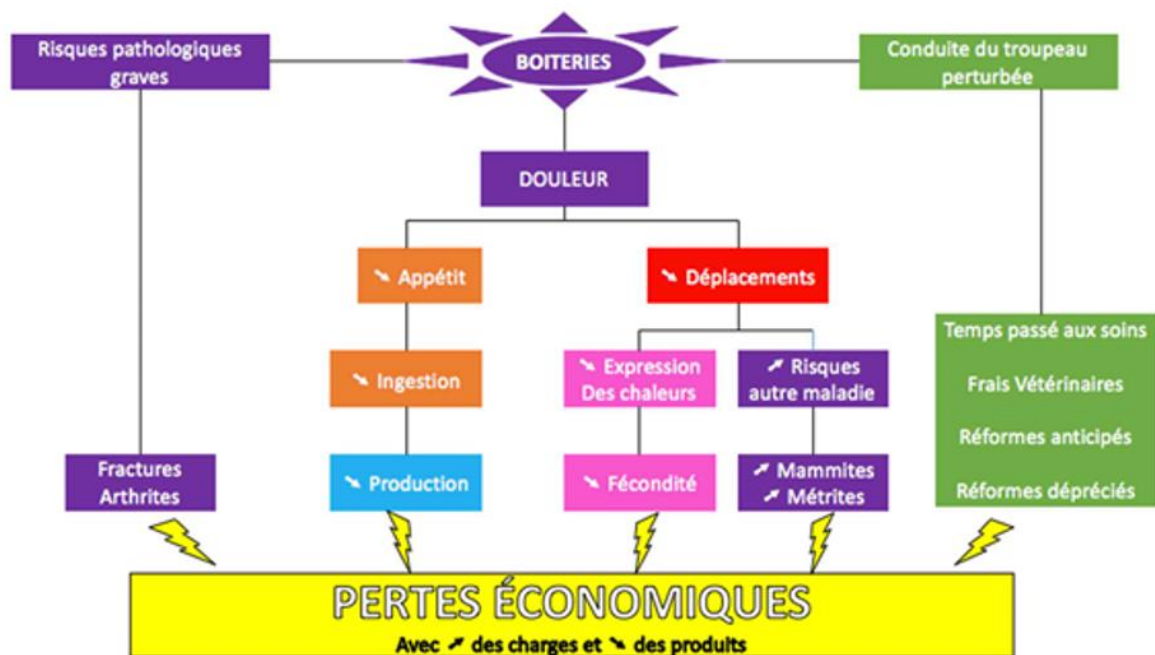 Risques pathologiques
graves
BOITERIES
Conduite du troupeau
perturbée
DOULEUR
➘ Appétit
➘ Déplacements
➘ Ingestion
➘ Expression
Des chaleurs
➚ Risques
autre maladie
Temps passé aux soins
Frais Vétérinaires
Réformes anticipés
Réformes dépréciés
Fractures
Arthrites
➘ Production
➘ Fécondité
➚ Mammites
➚ Métrites
PERTES ÉCONOMIQUES
Avec ➚ des charges et ➘ des produits